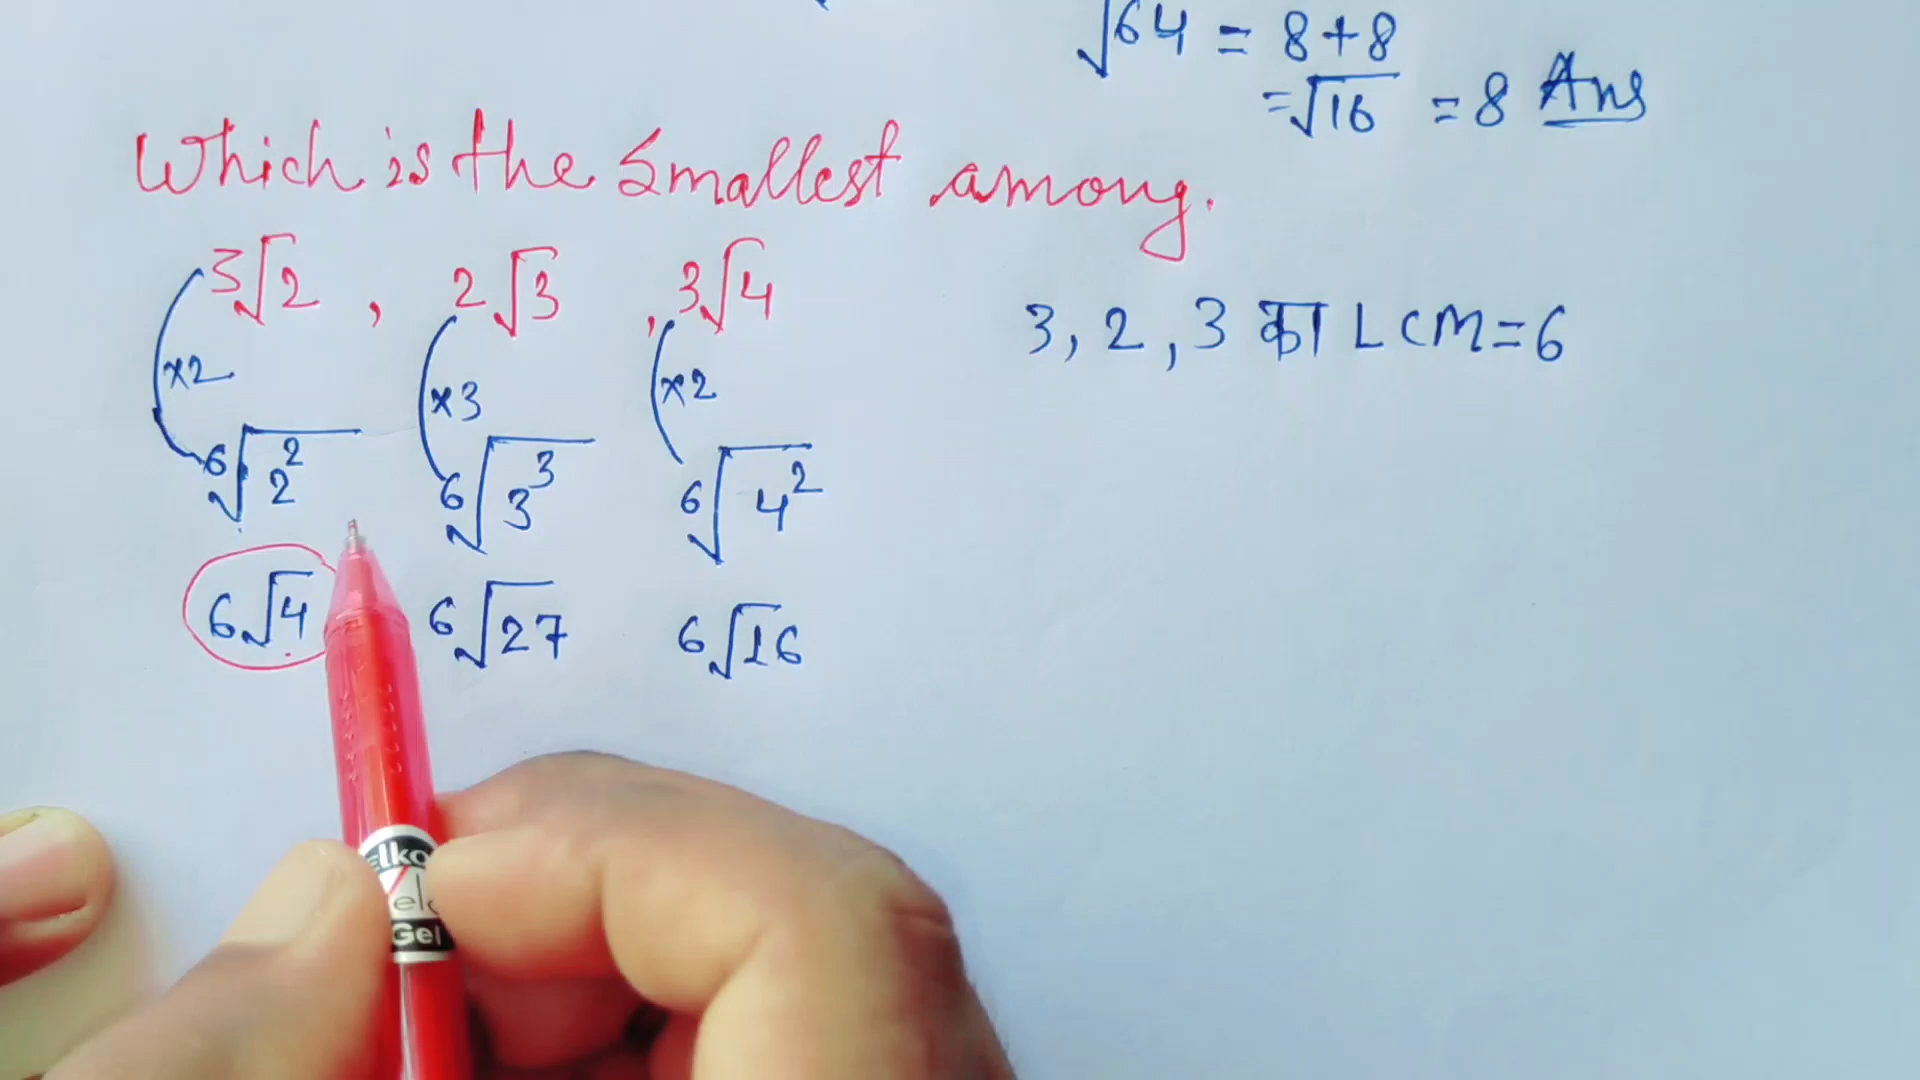 √64 = 8+8
=√16 = 8 Ans
Which is the smallest among.
³√2 , ²√3 , ³√4
×2 ×3 ×2
3, 2, 3 का LCM=6
⁶√2² ⁶√3³ ⁶√4²
⁶√4 ⁶√27 ⁶√16
elko
Gel